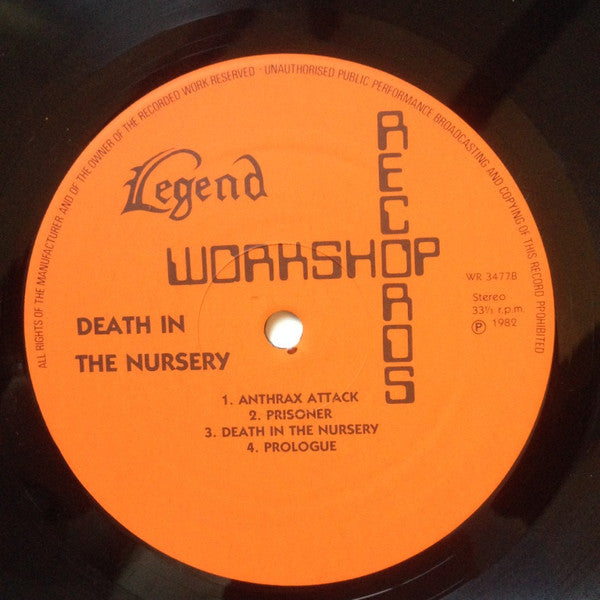 ALL RIGHTS OF THE MANUFACTURER AND OF THE OWNER OF THE RECORDED WORK RESERVED · UNAUTHORISED PUBLIC PERFORMANCE BROADCASTING AND COPYING OF THIS RECORD PPOHIBITED
Legend
RECORDS
WORKSHOP
WR 3477B
Stereo
33⅓ r.p.m.
℗ 1982
DEATH IN
THE NURSERY
1. ANTHRAX ATTACK
2. PRISONER
3. DEATH IN THE NURSERY
4. PROLOGUE